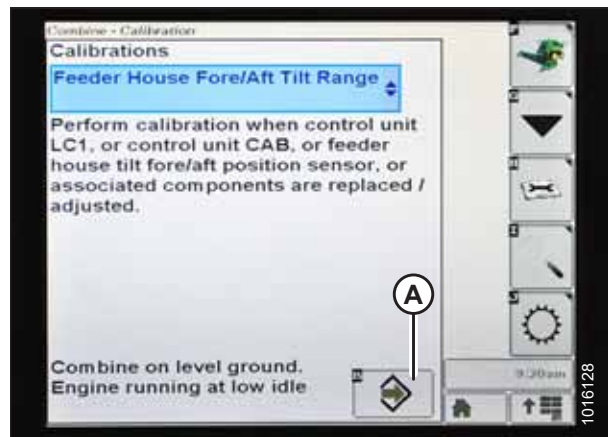 Combine - Calibration
Calibrations
Feeder House Fore/Aft Tilt Range
Perform calibration when control unit
LC1, or control unit CAB, or feeder
house tilt fore/aft position sensor, or
associated components are replaced /
adjusted.
A
Combine on level ground.
Engine running at low idle
9:20am
1016128